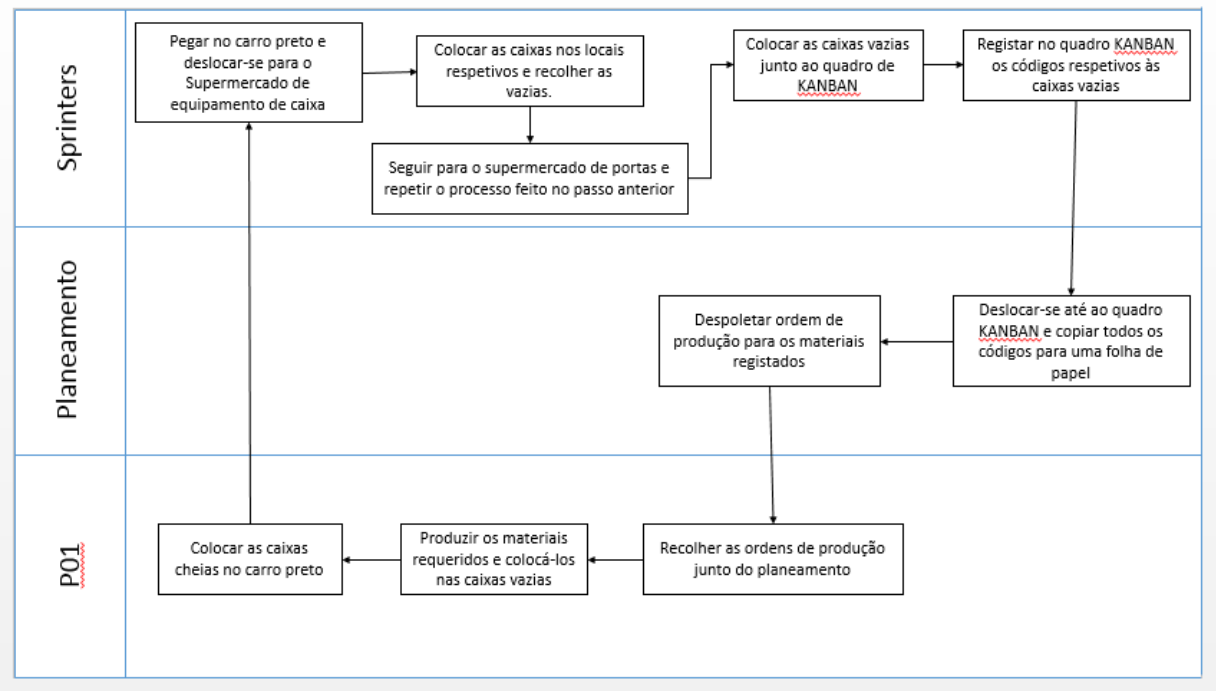 Sprinters
Pegar no carro preto e
deslocar-se para o
Supermercado de
equipamento de caixa
Colocar as caixas nos locais
respetivos e recolher as
vazias.
Seguir para o supermercado de portas e
repetir o processo feito no passo anterior
Colocar as caixas vazias
junto ao quadro de
KANBAN
Registar no quadro KANBAN
os códigos respetivos às
caixas vazias
Planeamento
Deslocar-se até ao quadro
KANBAN e copiar todos os
códigos para uma folha de
papel
Despoletar ordem de
produção para os materiais
registados
P01
Recolher as ordens de produção
junto do planeamento
Produzir os materiais
requeridos e colocá-los
nas caixas vazias
Colocar as caixas
cheias no carro preto